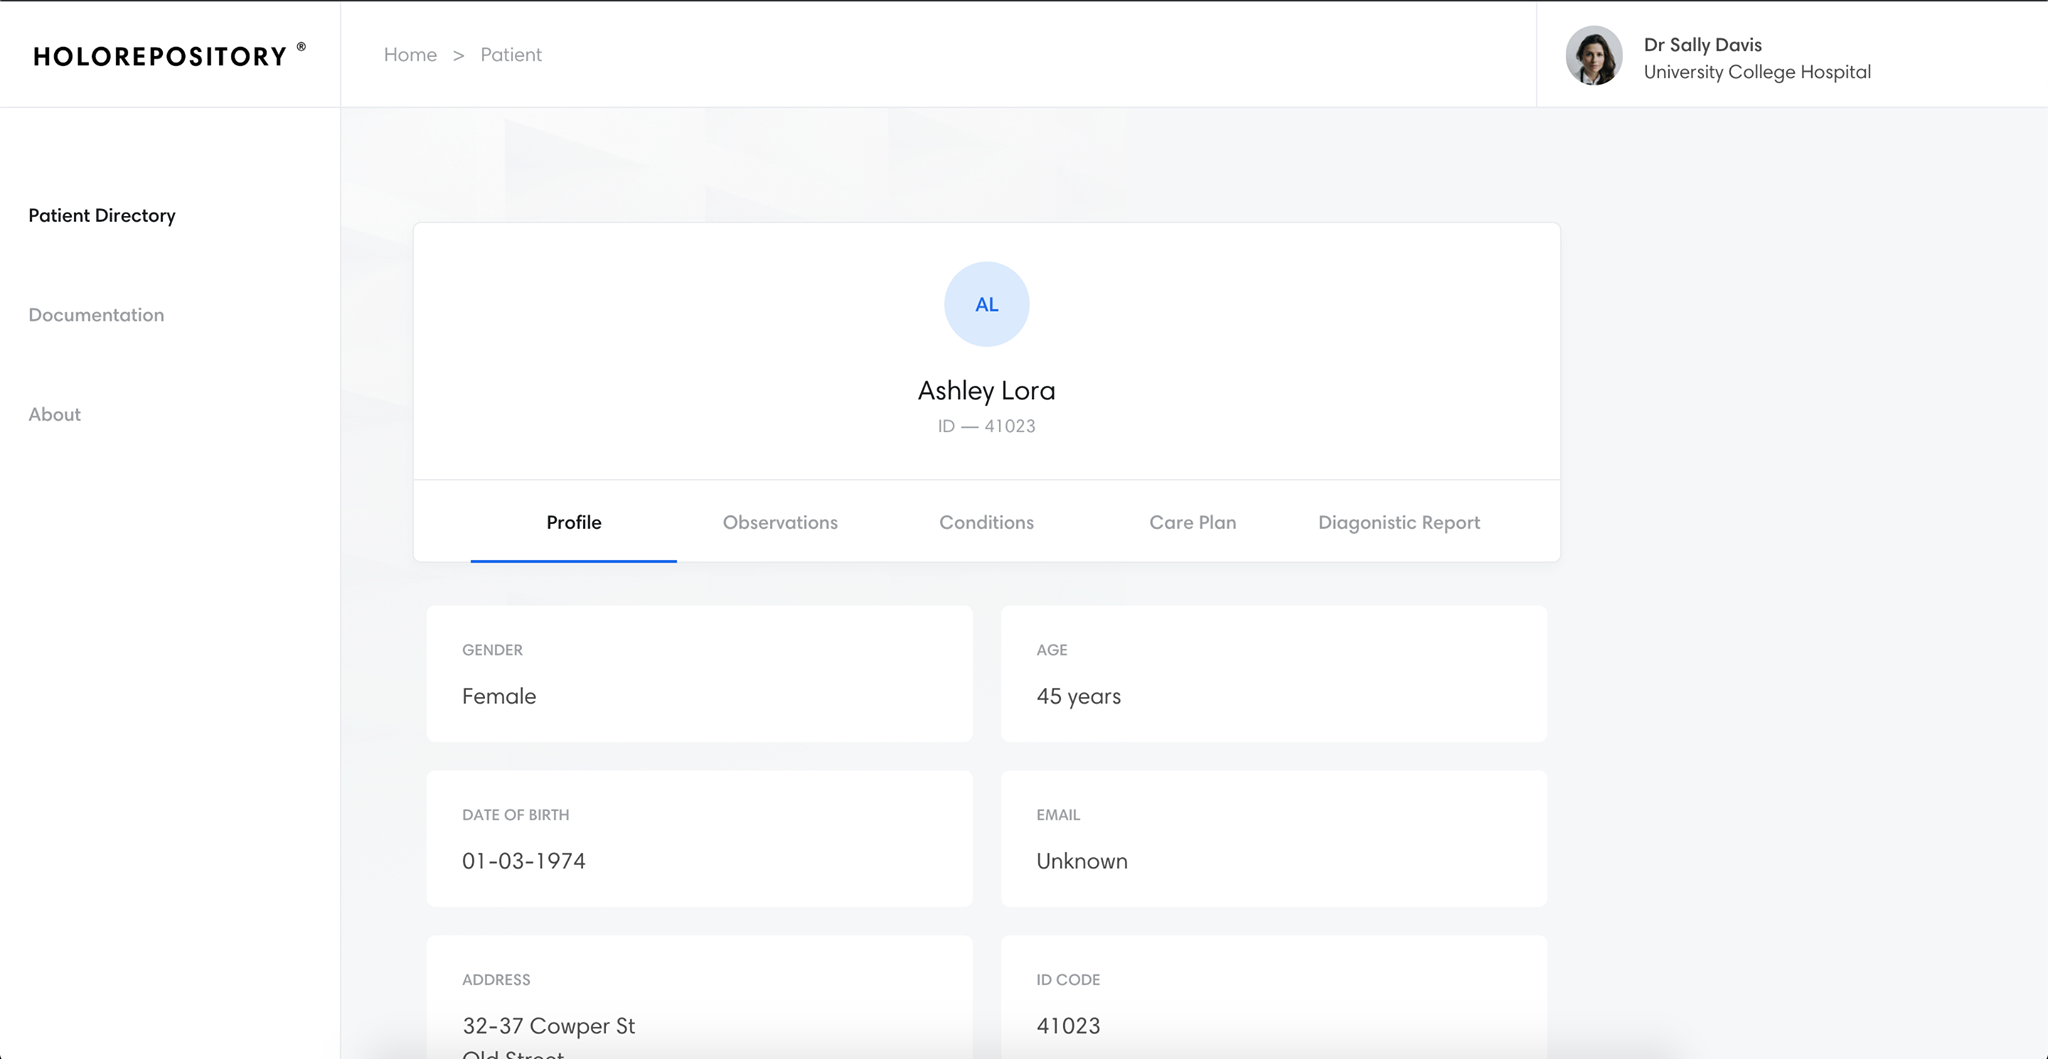 HOLOREPOSITORY ®
Home > Patient
Dr Sally Davis
University College Hospital
Patient Directory
Documentation
About
AL
Ashley Lora
ID — 41023
Profile
Observations
Conditions
Care Plan
Diagonistic Report
GENDER
Female
AGE
45 years
DATE OF BIRTH
01-03-1974
EMAIL
Unknown
ADDRESS
32-37 Cowper St
Old Street
ID CODE
41023